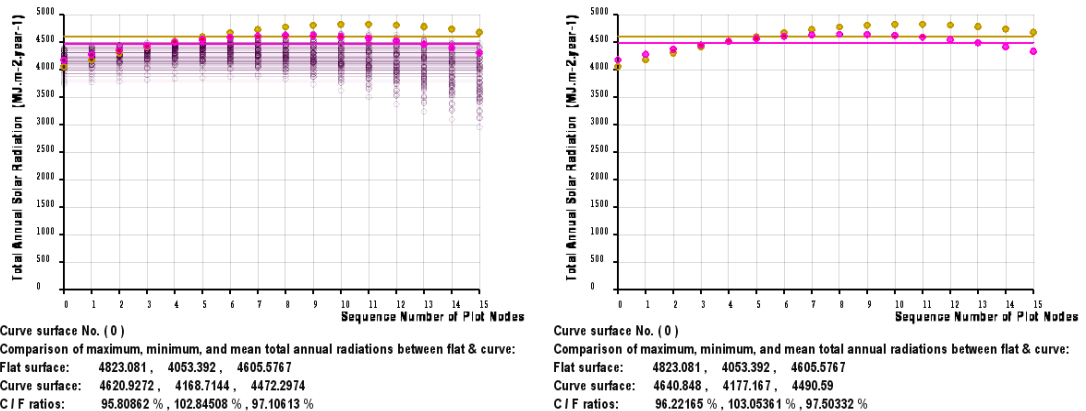 5000
4500
4000
3500
3000
2500
2000
1500
1000
500
0
Total Annual Solar Radiation [MJ.m-2.year-1]
0 1 2 3 4 5 6 7 8 9 10 11 12 13 14 15
Sequence Number of Plot Nodes
Curve surface No. ( 0 )
Comparison of maximum, minimum, and mean total annual radiations between flat & curve:
Flat surface: 4823.081 , 4053.392 , 4605.5767
Curve surface: 4620.9272 , 4168.7144 , 4472.2974
C / F ratios: 95.80862 % , 102.84508 % , 97.10613 %
5000
4500
4000
3500
3000
2500
2000
1500
1000
500
0
Total Annual Solar Radiation [MJ.m-2.year-1]
0 1 2 3 4 5 6 7 8 9 10 11 12 13 14 15
Sequence Number of Plot Nodes
Curve surface No. ( 0 )
Comparison of maximum, minimum, and mean total annual radiations between flat & curve:
Flat surface: 4823.081 , 4053.392 , 4605.5767
Curve surface: 4640.848 , 4177.167 , 4490.59
C / F ratios: 96.22165 % , 103.05361 % , 97.50332 %